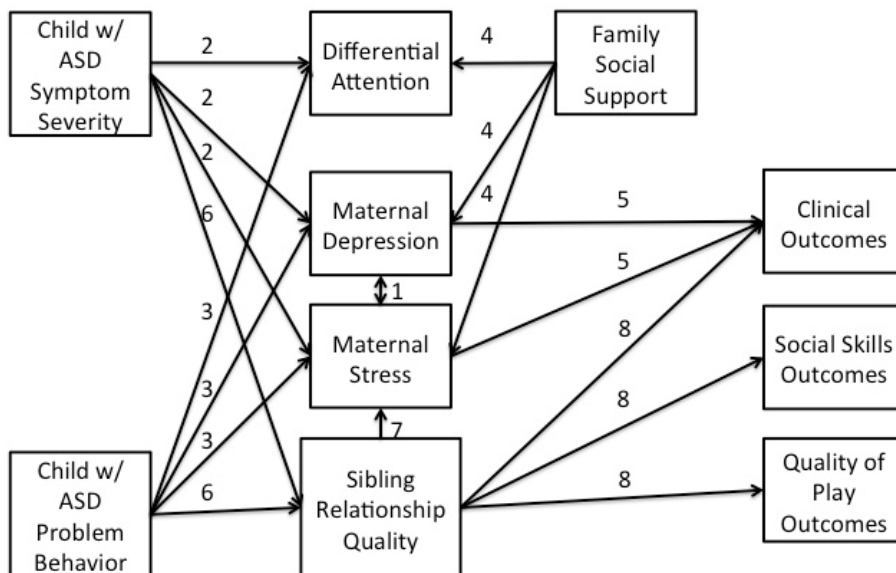 Child w/
ASD
Symptom
Severity
2
2
2
6
Differential
Attention
4
4
4
Family
Social
Support
Maternal
Depression
5
5
Clinical
Outcomes
1
3
3
3
6
Maternal
Stress
8
8
8
Social Skills
Outcomes
7
Child w/
ASD
Problem
Behavior
Sibling
Relationship
Quality
Quality of
Play
Outcomes